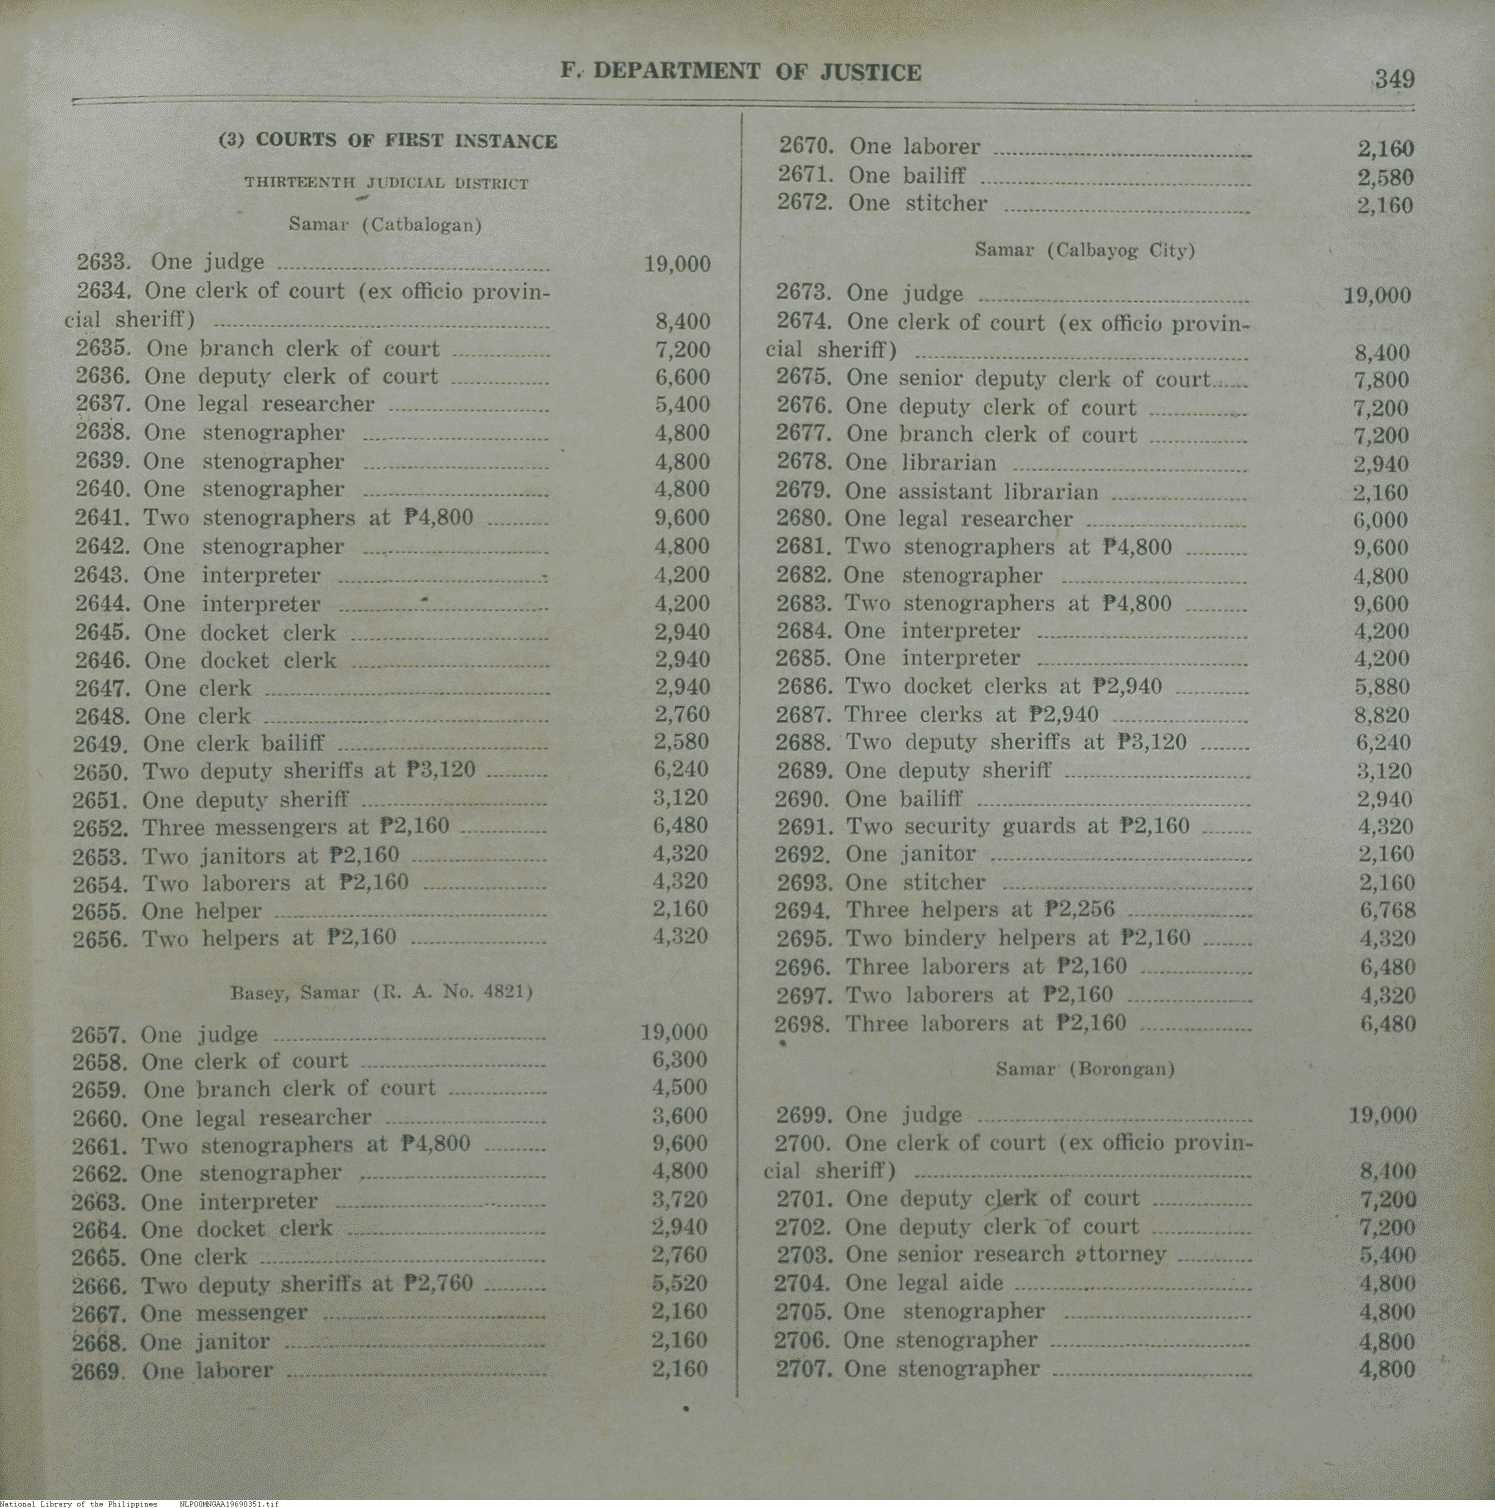 F. DEPARTMENT OF JUSTICE
349
(3) COURTS OF FIRST INSTANCE
THIRTEENTH JUDICIAL DISTRICT
Samar (Catbalogan)
2633. One judge 19,000
2634. One clerk of court (ex officio provin-
cial sheriff) 8,400
2635. One branch clerk of court 7,200
2636. One deputy clerk of court 6,600
2637. One legal researcher 5,400
2638. One stenographer 4,800
2639. One stenographer 4,800
2640. One stenographer 4,800
2641. Two stenographers at ₱4,800 9,600
2642. One stenographer 4,800
2643. One interpreter 4,200
2644. One interpreter 4,200
2645. One docket clerk 2,940
2646. One docket clerk 2,940
2647. One clerk 2,940
2648. One clerk 2,760
2649. One clerk bailiff 2,580
2650. Two deputy sheriffs at ₱3,120 6,240
2651. One deputy sheriff 3,120
2652. Three messengers at ₱2,160 6,480
2653. Two janitors at ₱2,160 4,320
2654. Two laborers at ₱2,160 4,320
2655. One helper 2,160
2656. Two helpers at ₱2,160 4,320
Basey, Samar (R. A. No. 4821)
2657. One judge 19,000
2658. One clerk of court 6,300
2659. One branch clerk of court 4,500
2660. One legal researcher 3,600
2661. Two stenographers at ₱4,800 9,600
2662. One stenographer 4,800
2663. One interpreter 3,720
2664. One docket clerk 2,940
2665. One clerk 2,760
2666. Two deputy sheriffs at ₱2,760 5,520
2667. One messenger 2,160
2668. One janitor 2,160
2669. One laborer 2,160
2670. One laborer 2,160
2671. One bailiff 2,580
2672. One stitcher 2,160
Samar (Calbayog City)
2673. One judge 19,000
2674. One clerk of court (ex officio provin-
cial sheriff) 8,400
2675. One senior deputy clerk of court 7,800
2676. One deputy clerk of court 7,200
2677. One branch clerk of court 7,200
2678. One librarian 2,940
2679. One assistant librarian 2,160
2680. One legal researcher 6,000
2681. Two stenographers at ₱4,800 9,600
2682. One stenographer 4,800
2683. Two stenographers at ₱4,800 9,600
2684. One interpreter 4,200
2685. One interpreter 4,200
2686. Two docket clerks at ₱2,940 5,880
2687. Three clerks at ₱2,940 8,820
2688. Two deputy sheriffs at ₱3,120 6,240
2689. One deputy sheriff 3,120
2690. One bailiff 2,940
2691. Two security guards at ₱2,160 4,320
2692. One janitor 2,160
2693. One stitcher 2,160
2694. Three helpers at ₱2,256 6,768
2695. Two bindery helpers at ₱2,160 4,320
2696. Three laborers at ₱2,160 6,480
2697. Two laborers at ₱2,160 4,320
2698. Three laborers at ₱2,160 6,480
Samar (Borongan)
2699. One judge 19,000
2700. One clerk of court (ex officio provin-
cial sheriff) 8,400
2701. One deputy clerk of court 7,200
2702. One deputy clerk of court 7,200
2703. One senior research attorney 5,400
2704. One legal aide 4,800
2705. One stenographer 4,800
2706. One stenographer 4,800
2707. One stenographer 4,800
National Library of the Philippines NLPO0MNGAA19690351.tif